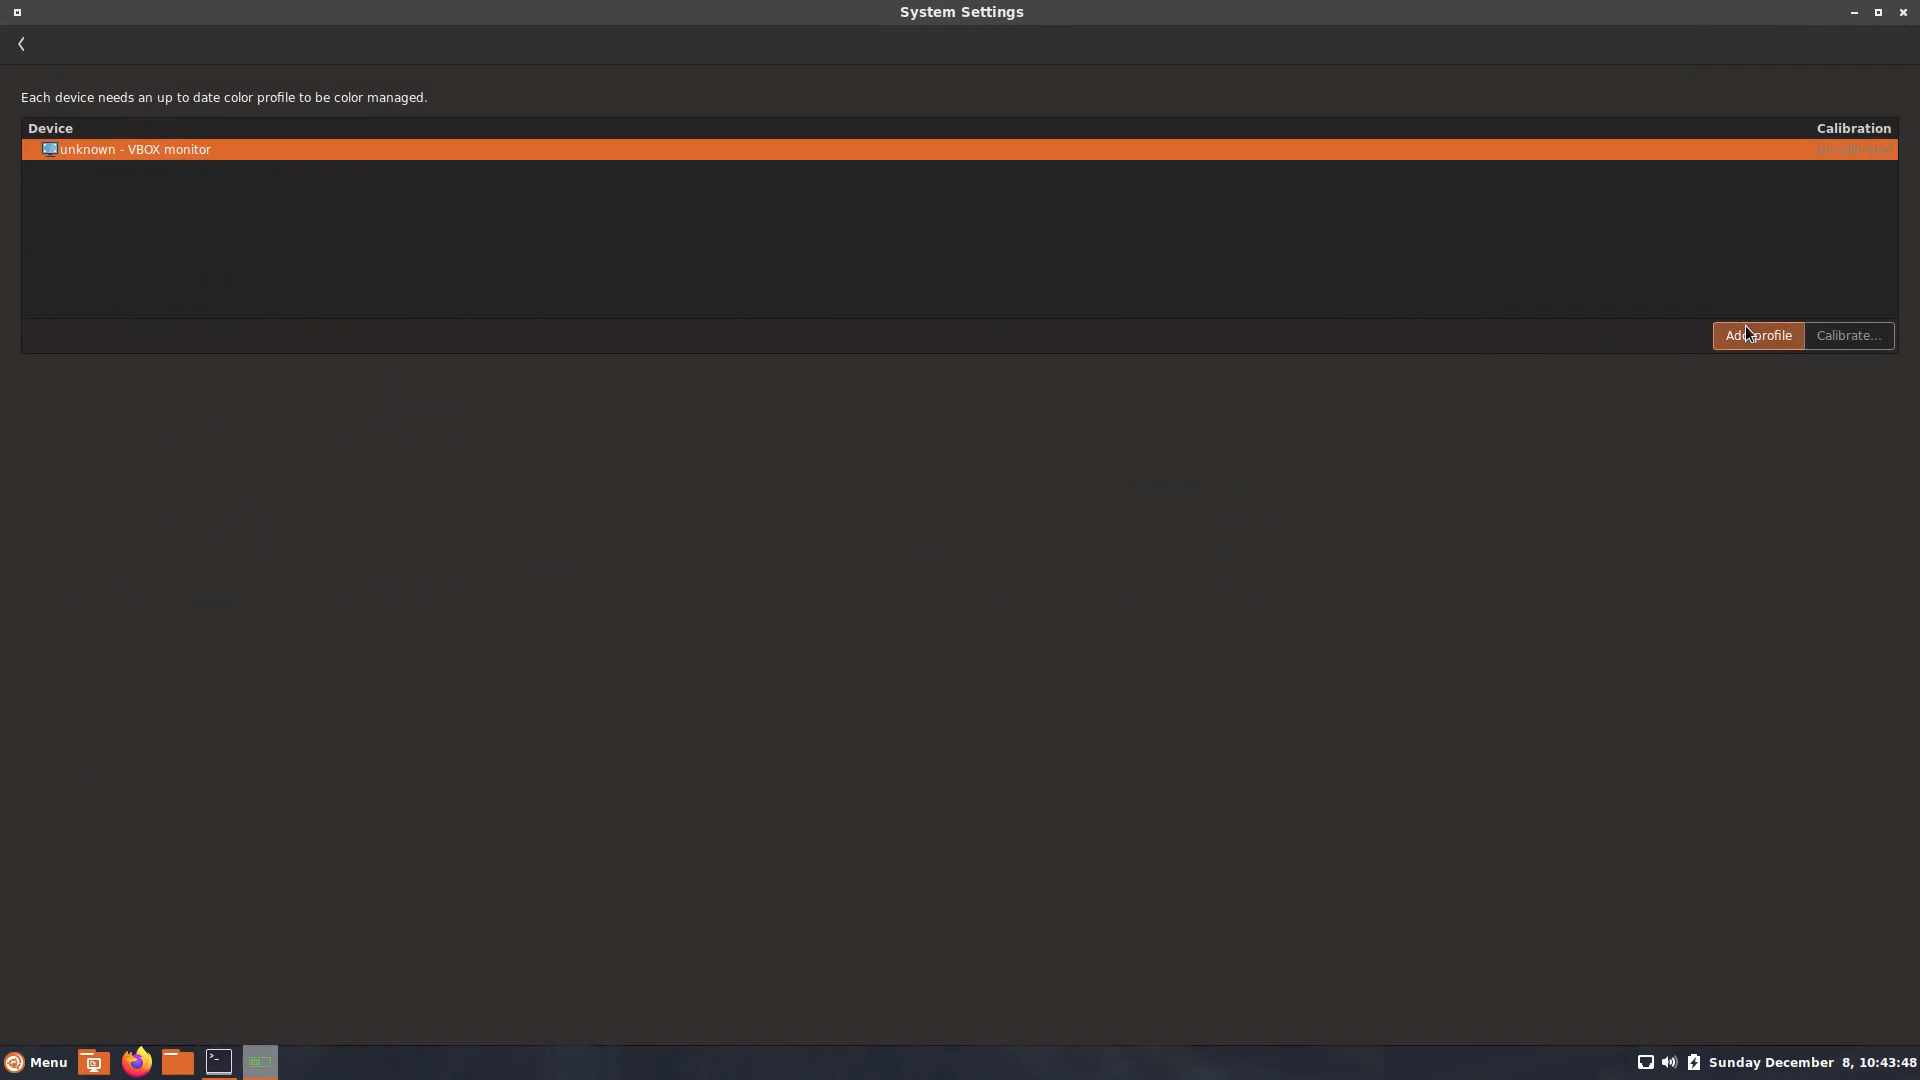 System Settings
Each device needs an up to date color profile to be color managed.
Device Calibration
unknown - VBOX monitor Uncalibrated
Add profile Calibrate...
Menu Sunday December 8, 10:43:48